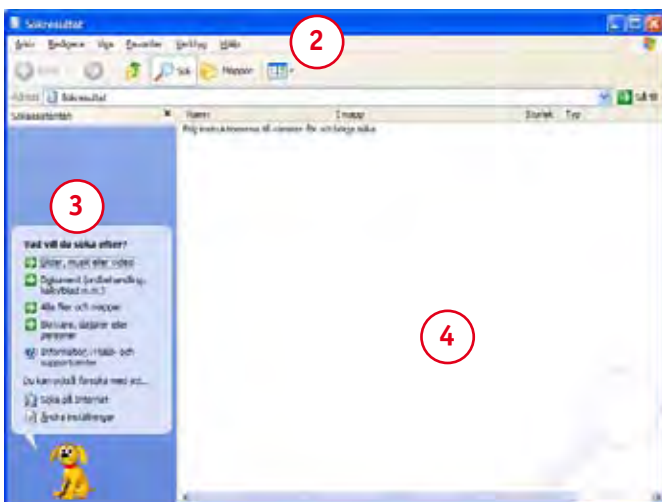 Sökresultat
2
Arkiv Redigera Visa Favoriter Verktyg Hjälp
Sök Mappar
Adress Sökresultat Gå till
Sökassistenten Namn I mapp Storlek Typ
Följ instruktionerna till vänster för att börja söka.
3
Vad vill du söka efter?
Bilder, musik eller video
Dokument (ordbehandling,
kalkylblad m.m.)
Alla filer och mappar
Skrivare, datorer eller
personer
Information i Hjälp- och
supportcenter
Du kan också försöka med att...
Söka på Internet
Ändra inställningar
4